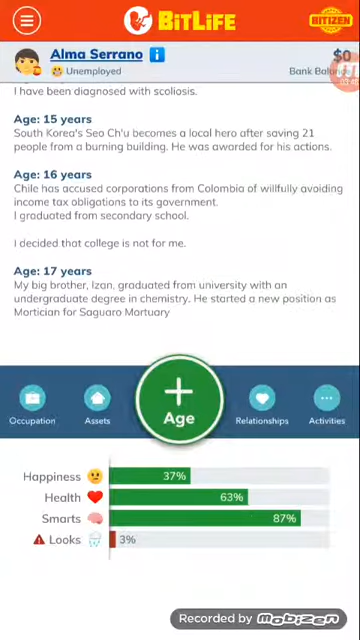 BitLife
BITIZEN
Alma Serrano
$0
Unemployed
Bank Balance
I have been diagnosed with scoliosis.
Age: 15 years
South Korea's Seo Ch'u becomes a local hero after saving 21
people from a burning building. He was awarded for his actions.
Age: 16 years
Chile has accused corporations from Colombia of willfully avoiding
income tax obligations to its government.
I graduated from secondary school.
I decided that college is not for me.
Age: 17 years
My big brother, Izan, graduated from university with an
undergraduate degree in chemistry. He started a new position as
Mortician for Saguaro Mortuary
Occupation
Assets
+
Age
Relationships
Activities
Happiness 37%
Health 63%
Smarts 87%
Looks 3%
Recorded by Mobizen